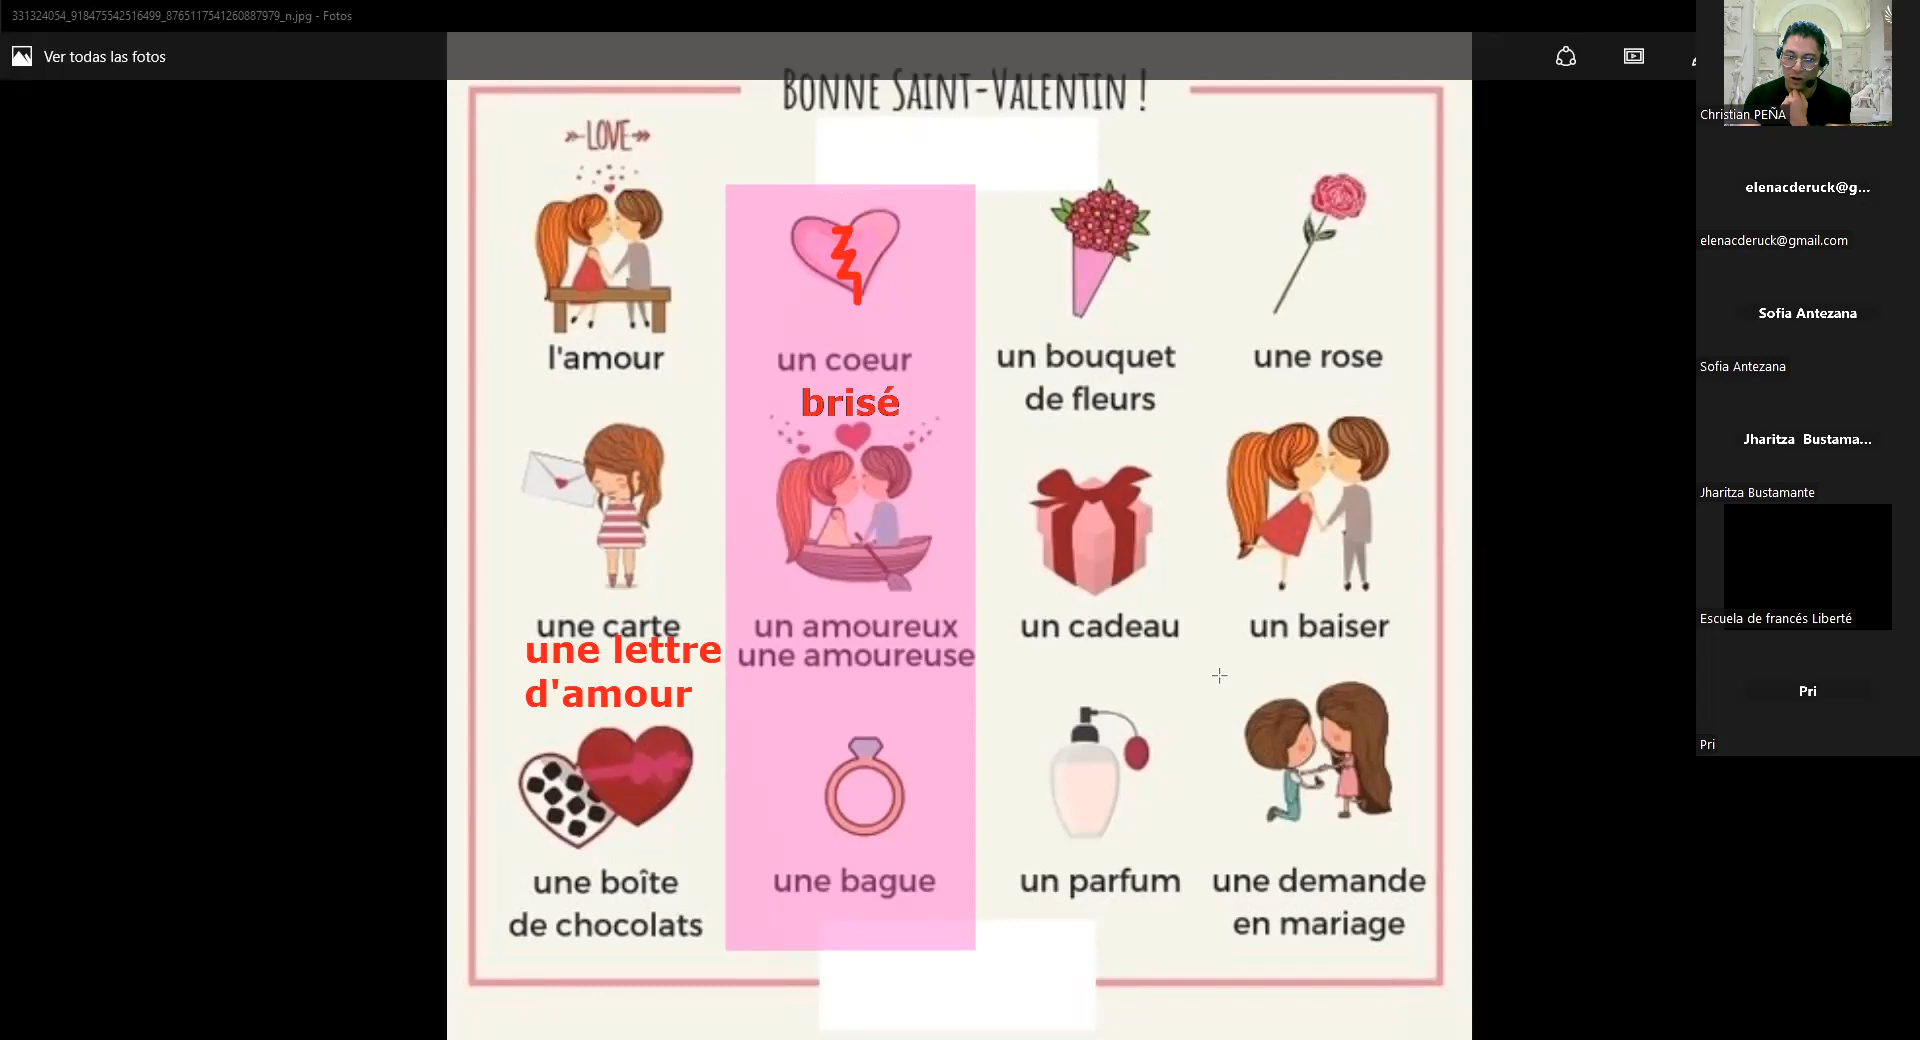 331324054_918475542516499_8765117541260887979_n.jpg - Fotos
Ver todas las fotos
BONNE SAINT-VALENTIN !
LOVE
l'amour
un coeur
brisé
un bouquet
de fleurs
une rose
une carte
une lettre
d'amour
un amoureux
une amoureuse
un cadeau
un baiser
une boîte
de chocolats
une bague
un parfum
une demande
en mariage
Christian PEÑA
elenacderuck@g...
elenacderuck@gmail.com
Sofia Antezana
Sofia Antezana
Jharitza Bustama...
Jharitza Bustamante
Escuela de francés Liberté
Pri
Pri